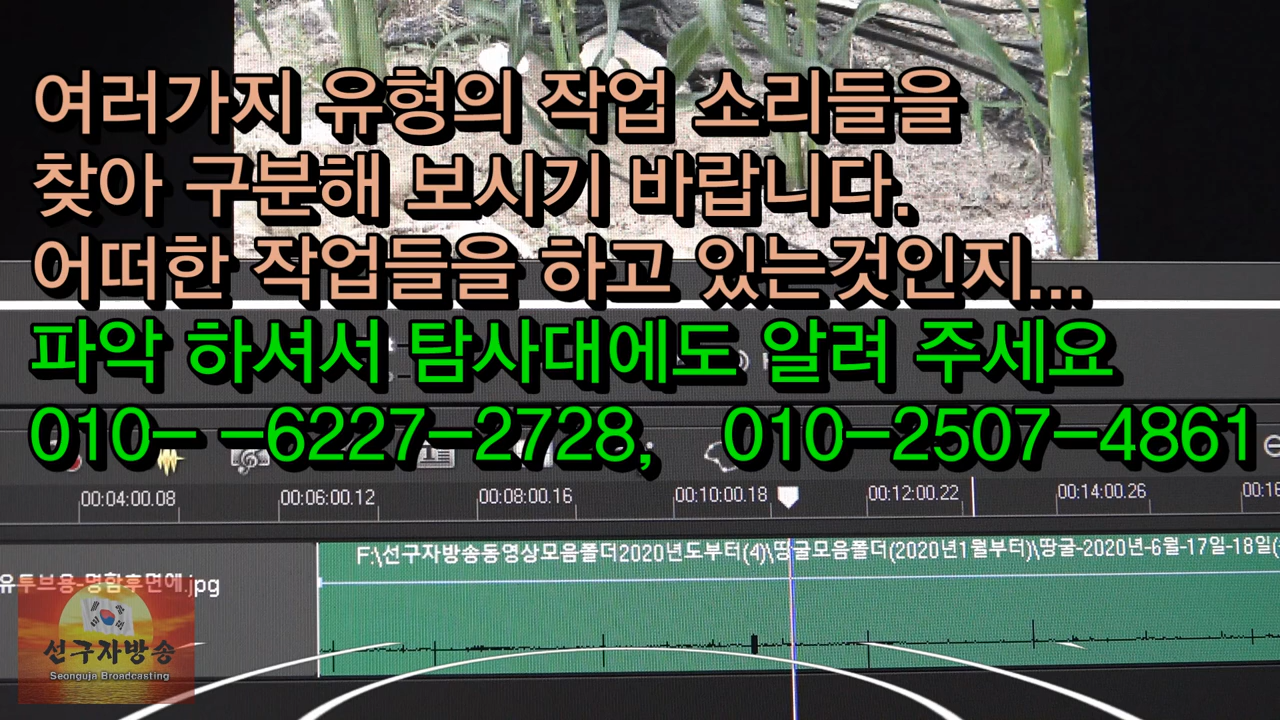 여러가지 유형의 작업 소리들을
찾아 구분해 보시기 바랍니다.
어떠한 작업들을 하고 있는것인지...
파악 하셔서 탐사대에도 알려 주세요
010- -6227-2728, 010-2507-4861
00:04:00.08 00:06:00.12 00:08:00.16 00:10:00.18 00:12:00.22 00:14:00.26 00:16
F:\선구자방송동영상모음폴더2020년도부터(4)\땅굴모음폴더(2020년1월부터)\땅굴-2020년-6월-17일-18일(
유투브용-명함후면에.jpg
선구자방송
Seonguja Broadcasting